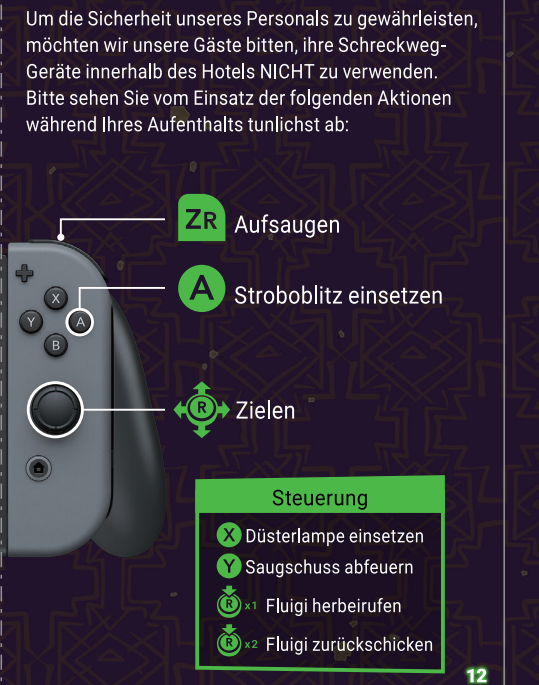 Um die Sicherheit unseres Personals zu gewährleisten,
möchten wir unsere Gäste bitten, ihre Schreckweg-
Geräte innerhalb des Hotels NICHT zu verwenden.
Bitte sehen Sie vom Einsatz der folgenden Aktionen
während Ihres Aufenthalts tunlichst ab:
ZR Aufsaugen
X
Y A
B
A Stroboblitz einsetzen
R Zielen
Steuerung
X Düsterlampe einsetzen
Y Saugschuss abfeuern
R x1 Fluigi herbeirufen
R x2 Fluigi zurückschicken
12